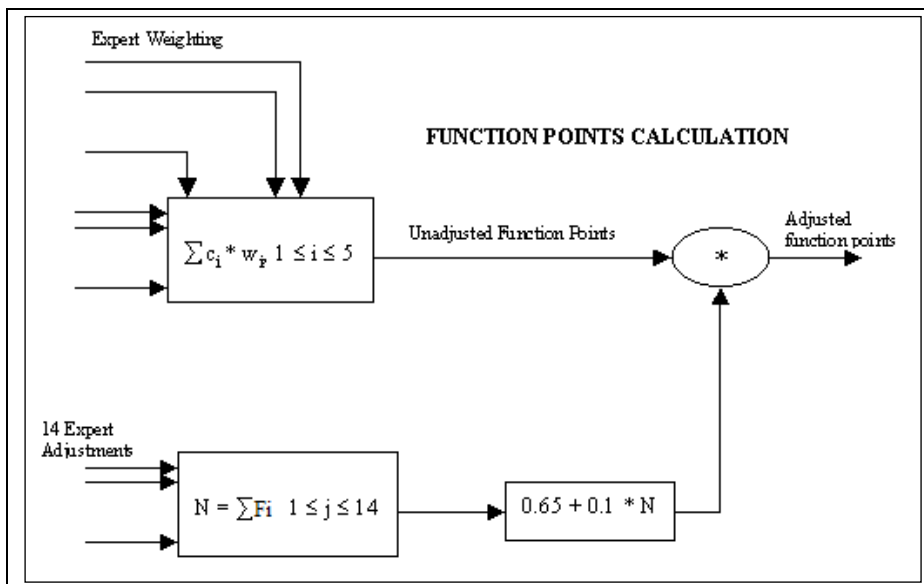 Expert Weighting
FUNCTION POINTS CALCULATION
∑ c_i * w_i, 1 ≤ i ≤ 5
Unadjusted Function Points
*
Adjusted
function points
14 Expert
Adjustments
N = ∑Fi 1 ≤ j ≤ 14
0.65 + 0.1 * N